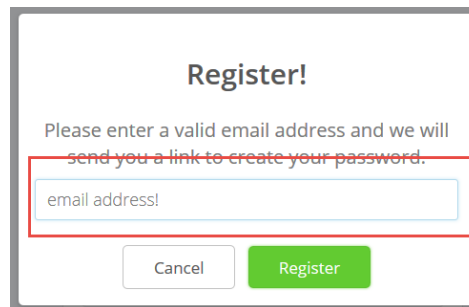 Register!
Please enter a valid email address and we will
send you a link to create your password.
email address!
Cancel
Register